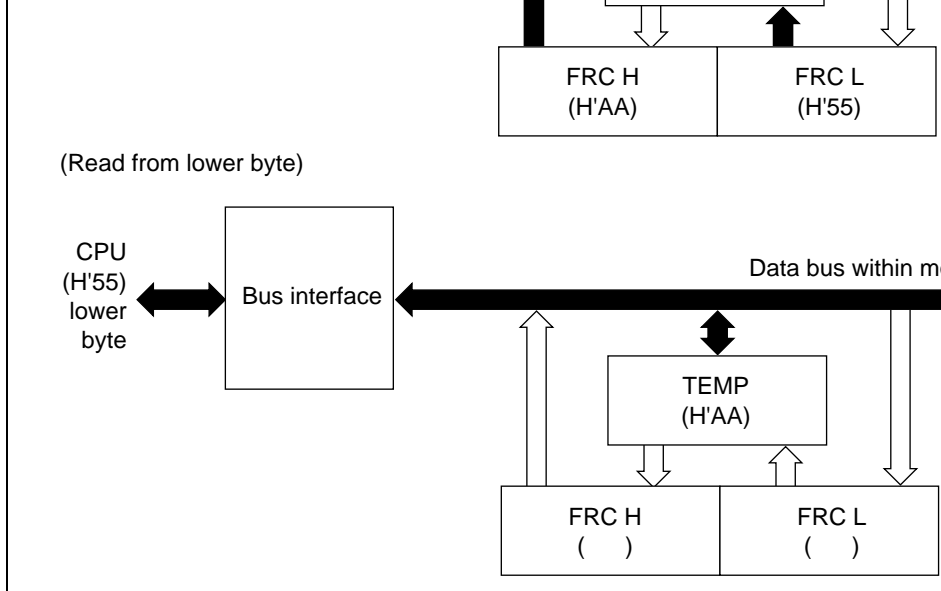 FRC H
(H'AA)
FRC L
(H'55)
(Read from lower byte)
CPU
(H'55)
lower
byte
Bus interface
Data bus within
TEMP
(H'AA)
FRC H
( )
FRC L
( )